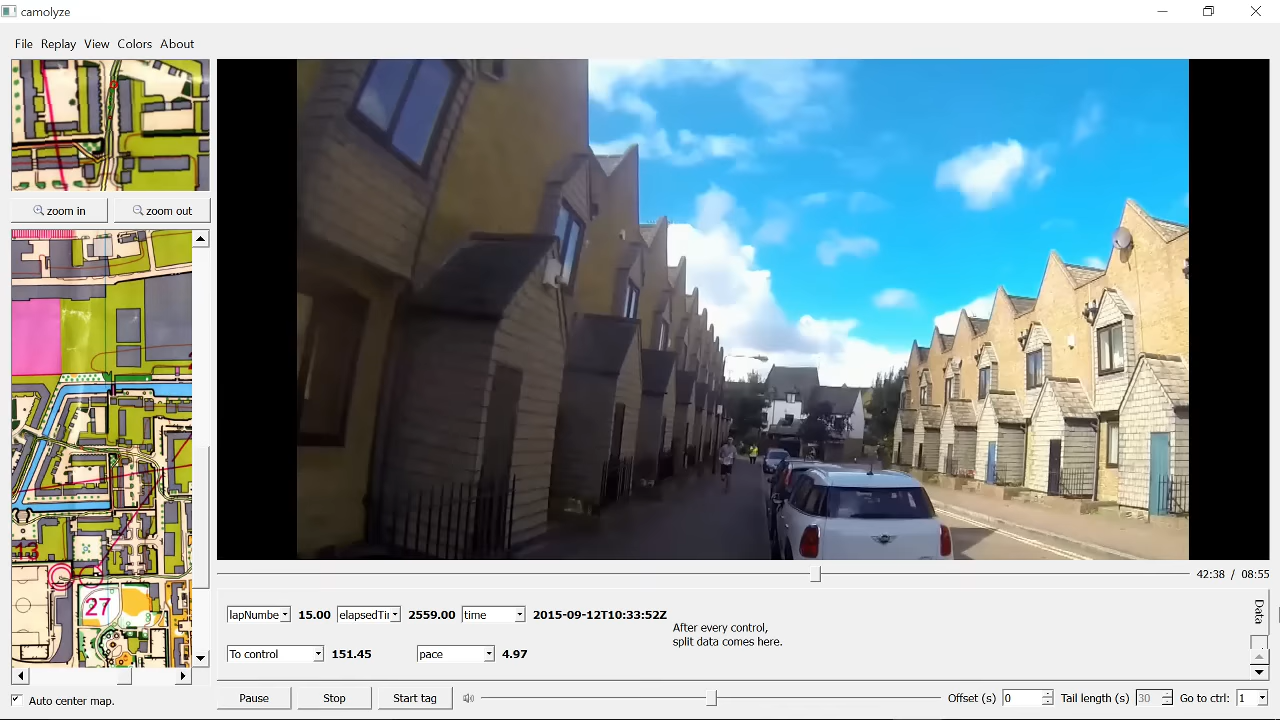 camolyze
File Replay View Colors About
zoom in zoom out
13
27
42:38 / 08:55
lapNumbe 15.00 elapsedTii 2559.00 time 2015-09-12T10:33:52Z
After every control,
split data comes here.
To control 151.45 pace 4.97
Data
Auto center map.
Pause Stop Start tag Offset (s) 0 Tail length (s) 30 Go to ctrl: 1